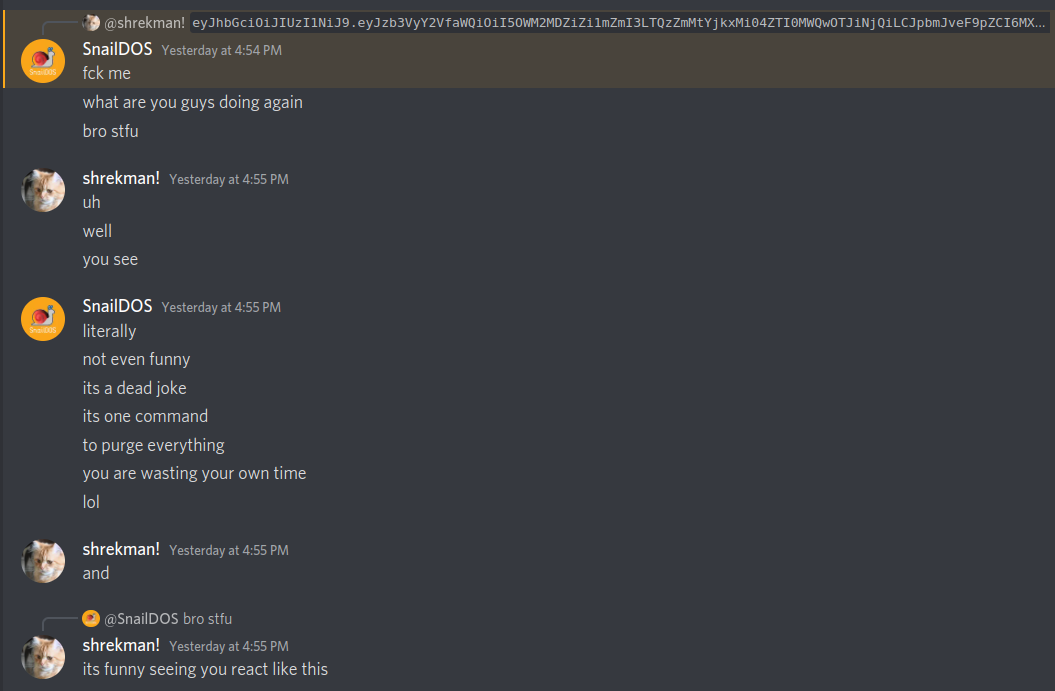 @shrekman! eyJhbGciOiJIUzI1NiJ9.eyJzb3VyY2VfaWQiOiI5OWM2MDZiZi1mZmI3LTQzZmMtYjkxMi04ZTI0MWQwOTJiNjQiLCJpbmJveF9pZCI6MX...
SnailDOS Yesterday at 4:54 PM
fck me
what are you guys doing again
bro stfu
shrekman! Yesterday at 4:55 PM
uh
well
you see
SnailDOS Yesterday at 4:55 PM
literally
not even funny
its a dead joke
its one command
to purge everything
you are wasting your own time
lol
shrekman! Yesterday at 4:55 PM
and
@SnailDOS bro stfu
shrekman! Yesterday at 4:55 PM
its funny seeing you react like this